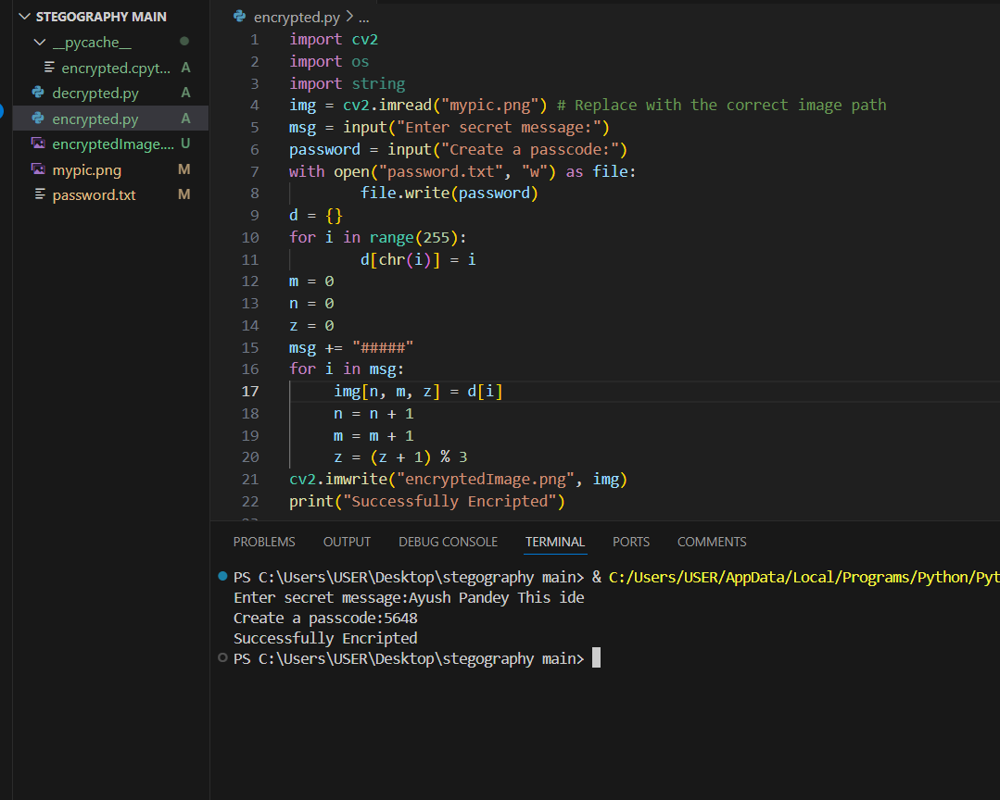 STEGOGRAPHY MAIN
__pycache__
encrypted.cpyt... A
decrypted.py A
encrypted.py A
encryptedImage.... U
mypic.png M
password.txt M
encrypted.py > ...
1 import cv2
2 import os
3 import string
4 img = cv2.imread("mypic.png") # Replace with the correct image path
5 msg = input("Enter secret message:")
6 password = input("Create a passcode:")
7 with open("password.txt", "w") as file:
8         file.write(password)
9 d = {}
10 for i in range(255):
11         d[chr(i)] = i
12 m = 0
13 n = 0
14 z = 0
15 msg += "#####"
16 for i in msg:
17      img[n, m, z] = d[i]
18      n = n + 1
19      m = m + 1
20      z = (z + 1) % 3
21 cv2.imwrite("encryptedImage.png", img)
22 print("Successfully Encripted")
PROBLEMS OUTPUT DEBUG CONSOLE TERMINAL PORTS COMMENTS
PS C:\Users\USER\Desktop\stegography main> & C:/Users/USER/AppData/Local/Programs/Python/Pyt
Enter secret message:Ayush Pandey This ide
Create a passcode:5648
Successfully Encripted
PS C:\Users\USER\Desktop\stegography main>